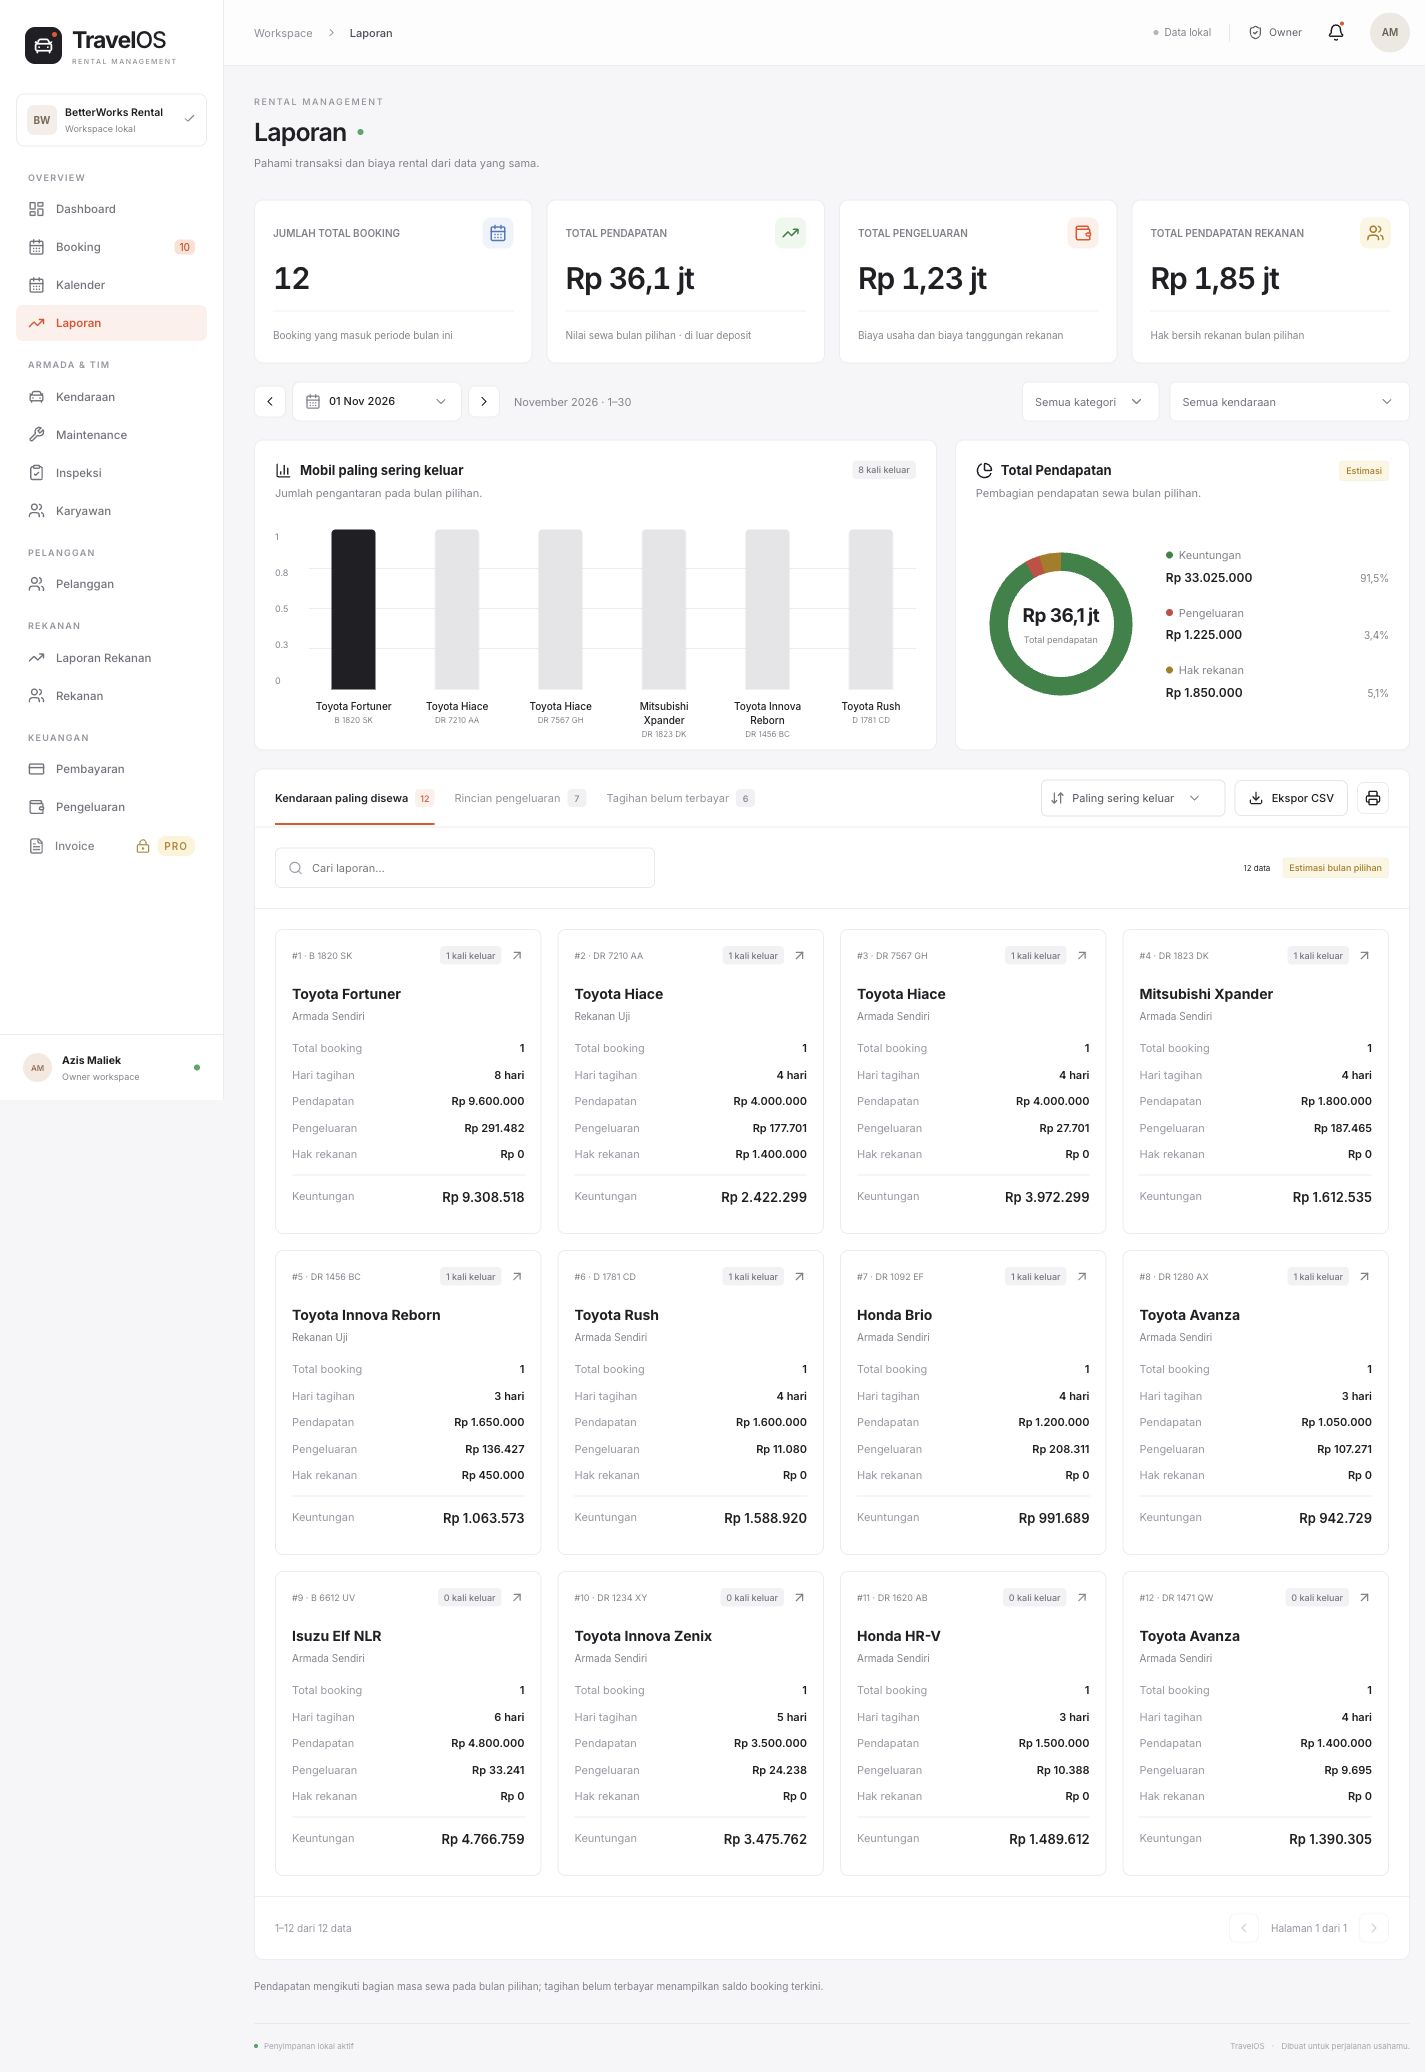 TravelOS
RENTAL MANAGEMENT
BW
BetterWorks Rental
Workspace lokal
OVERVIEW
Dashboard
Booking 10
Kalender
Laporan
ARMADA & TIM
Kendaraan
Maintenance
Inspeksi
Karyawan
PELANGGAN
Pelanggan
REKANAN
Laporan Rekanan
Rekanan
KEUANGAN
Pembayaran
Pengeluaran
Invoice PRO
AM
Azis Maliek
Owner workspace
Workspace Laporan
Data lokal Owner AM
RENTAL MANAGEMENT
Laporan
Pahami transaksi dan biaya rental dari data yang sama.
JUMLAH TOTAL BOOKING
12
Booking yang masuk periode bulan ini
TOTAL PENDAPATAN
Rp 36,1 jt
Nilai sewa bulan pilihan · di luar deposit
TOTAL PENGELUARAN
Rp 1,23 jt
Biaya usaha dan biaya tanggungan rekanan
TOTAL PENDAPATAN REKANAN
Rp 1,85 jt
Hak bersih rekanan bulan pilihan
01 Nov 2026 November 2026 · 1–30 Semua kategori Semua kendaraan
Mobil paling sering keluar 8 kali keluar
Jumlah pengantaran pada bulan pilihan.
1
0.8
0.5
0.3
0
Toyota Fortuner
B 1820 SK
Toyota Hiace
DR 7210 AA
Toyota Hiace
DR 7567 GH
Mitsubishi
Xpander
DR 1823 DK
Toyota Innova
Reborn
DR 1456 BC
Toyota Rush
D 1781 CD
Total Pendapatan Estimasi
Pembagian pendapatan sewa bulan pilihan.
Rp 36,1 jt
Total pendapatan
Keuntungan
Rp 33.025.000 91,5%
Pengeluaran
Rp 1.225.000 3,4%
Hak rekanan
Rp 1.850.000 5,1%
Kendaraan paling disewa 12 Rincian pengeluaran 7 Tagihan belum terbayar 6 Paling sering keluar Ekspor CSV
Cari laporan... 12 data Estimasi bulan pilihan
#1 · B 1820 SK 1 kali keluar
Toyota Fortuner
Armada Sendiri
Total booking 1
Hari tagihan 8 hari
Pendapatan Rp 9.600.000
Pengeluaran Rp 291.482
Hak rekanan Rp 0
Keuntungan Rp 9.308.518
#2 · DR 7210 AA 1 kali keluar
Toyota Hiace
Rekanan Uji
Total booking 1
Hari tagihan 4 hari
Pendapatan Rp 4.000.000
Pengeluaran Rp 177.701
Hak rekanan Rp 1.400.000
Keuntungan Rp 2.422.299
#3 · DR 7567 GH 1 kali keluar
Toyota Hiace
Armada Sendiri
Total booking 1
Hari tagihan 4 hari
Pendapatan Rp 4.000.000
Pengeluaran Rp 27.701
Hak rekanan Rp 0
Keuntungan Rp 3.972.299
#4 · DR 1823 DK 1 kali keluar
Mitsubishi Xpander
Armada Sendiri
Total booking 1
Hari tagihan 4 hari
Pendapatan Rp 1.800.000
Pengeluaran Rp 187.465
Hak rekanan Rp 0
Keuntungan Rp 1.612.535
#5 · DR 1456 BC 1 kali keluar
Toyota Innova Reborn
Rekanan Uji
Total booking 1
Hari tagihan 3 hari
Pendapatan Rp 1.650.000
Pengeluaran Rp 136.427
Hak rekanan Rp 450.000
Keuntungan Rp 1.063.573
#6 · D 1781 CD 1 kali keluar
Toyota Rush
Armada Sendiri
Total booking 1
Hari tagihan 4 hari
Pendapatan Rp 1.600.000
Pengeluaran Rp 11.080
Hak rekanan Rp 0
Keuntungan Rp 1.588.920
#7 · DR 1092 EF 1 kali keluar
Honda Brio
Armada Sendiri
Total booking 1
Hari tagihan 4 hari
Pendapatan Rp 1.200.000
Pengeluaran Rp 208.311
Hak rekanan Rp 0
Keuntungan Rp 991.689
#8 · DR 1280 AX 1 kali keluar
Toyota Avanza
Armada Sendiri
Total booking 1
Hari tagihan 3 hari
Pendapatan Rp 1.050.000
Pengeluaran Rp 107.271
Hak rekanan Rp 0
Keuntungan Rp 942.729
#9 · B 6612 UV 0 kali keluar
Isuzu Elf NLR
Armada Sendiri
Total booking 1
Hari tagihan 6 hari
Pendapatan Rp 4.800.000
Pengeluaran Rp 33.241
Hak rekanan Rp 0
Keuntungan Rp 4.766.759
#10 · DR 1234 XY 0 kali keluar
Toyota Innova Zenix
Armada Sendiri
Total booking 1
Hari tagihan 5 hari
Pendapatan Rp 3.500.000
Pengeluaran Rp 24.238
Hak rekanan Rp 0
Keuntungan Rp 3.475.762
#11 · DR 1620 AB 0 kali keluar
Honda HR-V
Armada Sendiri
Total booking 1
Hari tagihan 3 hari
Pendapatan Rp 1.500.000
Pengeluaran Rp 10.388
Hak rekanan Rp 0
Keuntungan Rp 1.489.612
#12 · DR 1471 QW 0 kali keluar
Toyota Avanza
Armada Sendiri
Total booking 1
Hari tagihan 4 hari
Pendapatan Rp 1.400.000
Pengeluaran Rp 9.695
Hak rekanan Rp 0
Keuntungan Rp 1.390.305
1–12 dari 12 data Halaman 1 dari 1
Pendapatan mengikuti bagian masa sewa pada bulan pilihan; tagihan belum terbayar menampilkan saldo booking terkini.
Penyimpanan lokal aktif TravelOS · Dibuat untuk perjalanan usahamu.